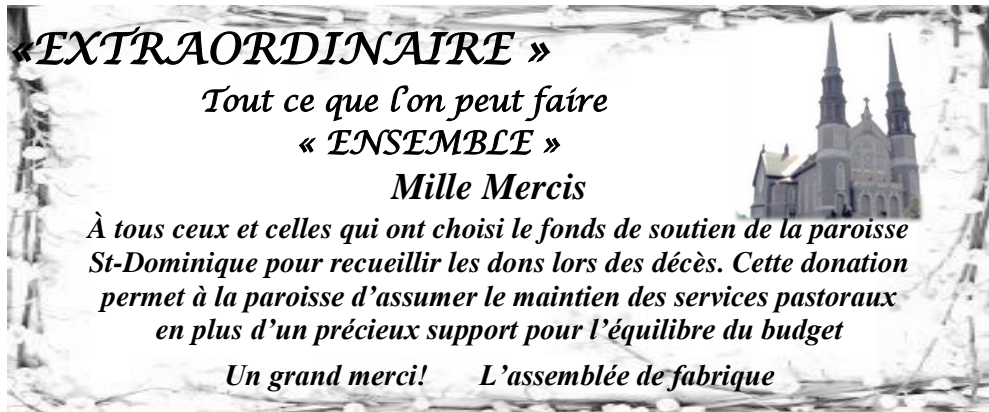 «EXTRAORDINAIRE »
Tout ce que l'on peut faire
« ENSEMBLE »
Mille Mercis
À tous ceux et celles qui ont choisi le fonds de soutien de la paroisse
St-Dominique pour recueillir les dons lors des décès. Cette donation
permet à la paroisse d’assumer le maintien des services pastoraux
en plus d’un précieux support pour l’équilibre du budget
Un grand merci! L’assemblée de fabrique